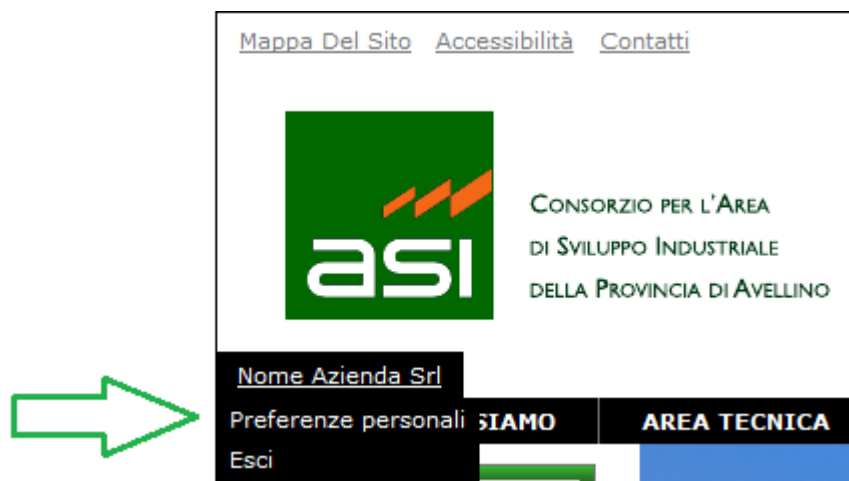 Mappa Del Sito Accessibilità Contatti
asi
CONSORZIO PER L'AREA
DI SVILUPPO INDUSTRIALE
DELLA PROVINCIA DI AVELLINO
Nome Azienda Srl
Preferenze personali SIAMO AREA TECNICA
Esci